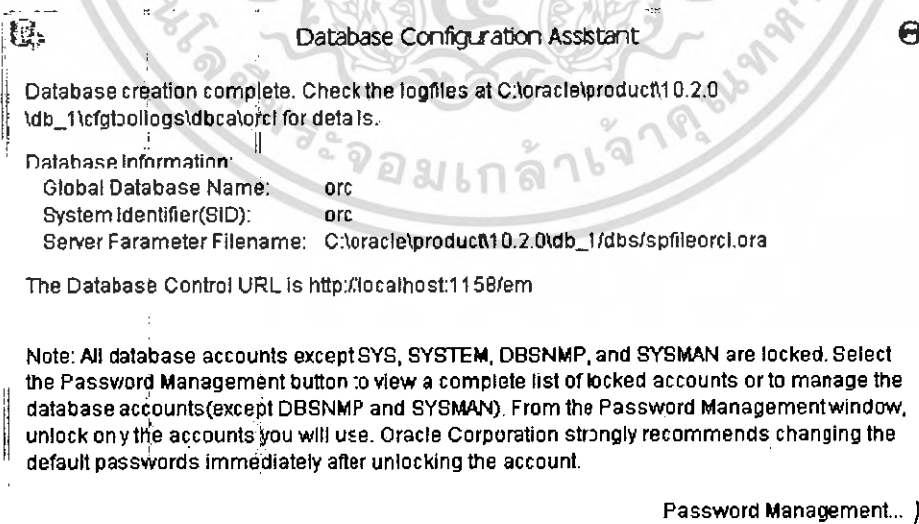 Database Configuration Assistant
Database creation complete. Check the logfiles at C:\oracle\product\10.2.0
\db_1\cfgtoollogs\dbca\orcl for details.
Database Information:
Global Database Name: orc
System Identifier(SID): orc
Server Farameter Filename: C:\oracle\product\10.2.0\db_1/dbs/spfileorcl.ora
The Database Control URL is http://localhost:1158/em
Note: All database accounts except SYS, SYSTEM, DBSNMP, and SYSMAN are locked. Select
the Password Management button to view a complete list of locked accounts or to manage the
database accounts(except DBSNMP and SYSMAN). From the Password Management window,
unlock only the accounts you will use. Oracle Corporation strongly recommends changing the
default passwords immediately after unlocking the account.
Password Management...